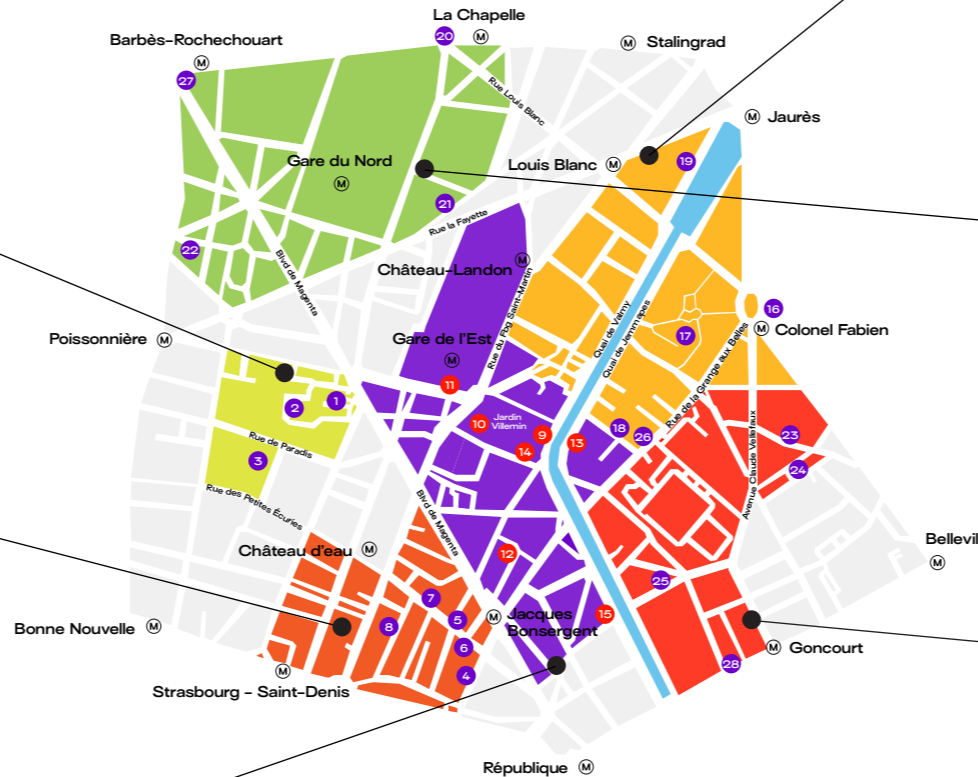 La Chapelle
20
M
Barbès-Rochechouart
M
M
Stalingrad
27
Rue Louis Blanc
M
Jaurès
Gare du Nord
M
Louis Blanc
M
19
21
Rue la Fayette
22
Blvd de Magenta
Château-Landon
M
Rue du Fbg Saint-Martin
Quai de Valmy
Quai de Jemmapes
16
Poissonnière
M
17
M
Colonel Fabien
Gare de l'Est
M
11
Rue de la Grange aux Belles
1
2
10
Jardin
Villemin
9
13
14
18
26
Avenue Claude Vellefaux
23
24
Rue de Paradis
3
Rue des Petites Écuries
Blvd de Magenta
Château d'eau
M
12
Bellevil
M
25
7
8
5
6
4
M
Jacques
Bonsergent
15
Bonne Nouvelle
M
M
Goncourt
28
M
Strasbourg - Saint-Denis
République
M